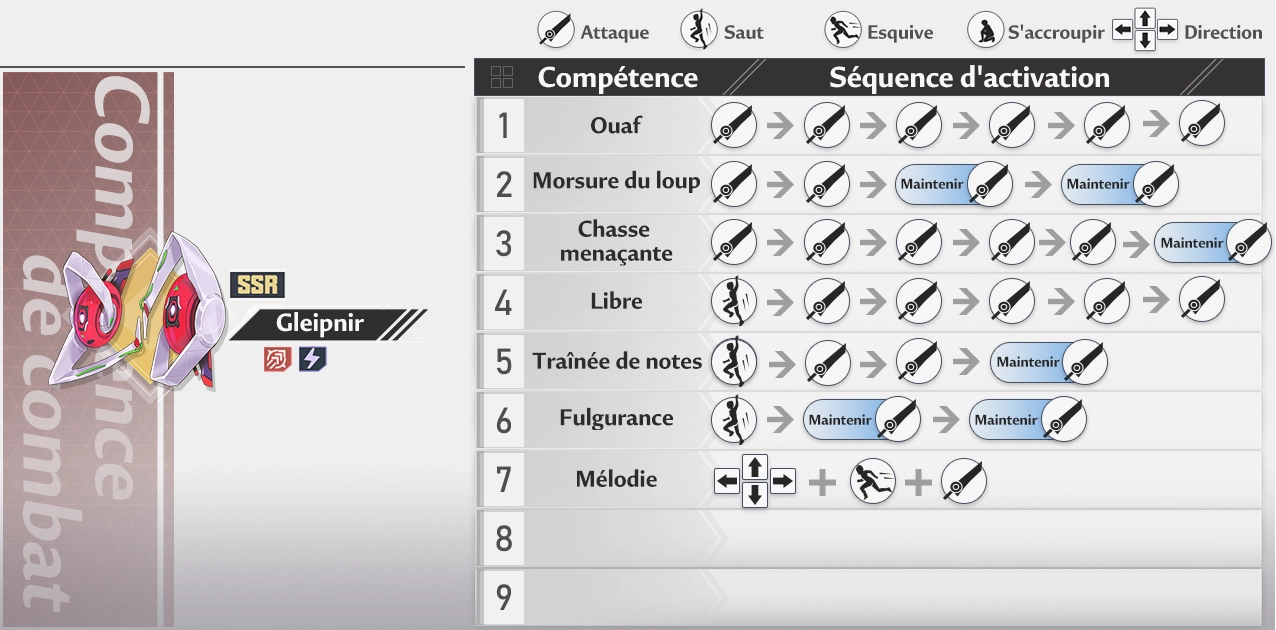 Attaque
Saut
Esquive
S'accroupir
Direction
Compétence
Séquence d'activation
Compétence
de combat
SSR
Gleipnir
1 Ouaf
2 Morsure du loup Maintenir Maintenir
3 Chasse
menaçante Maintenir
4 Libre
5 Traînée de notes Maintenir
6 Fulgurance Maintenir Maintenir
7 Mélodie
8
9